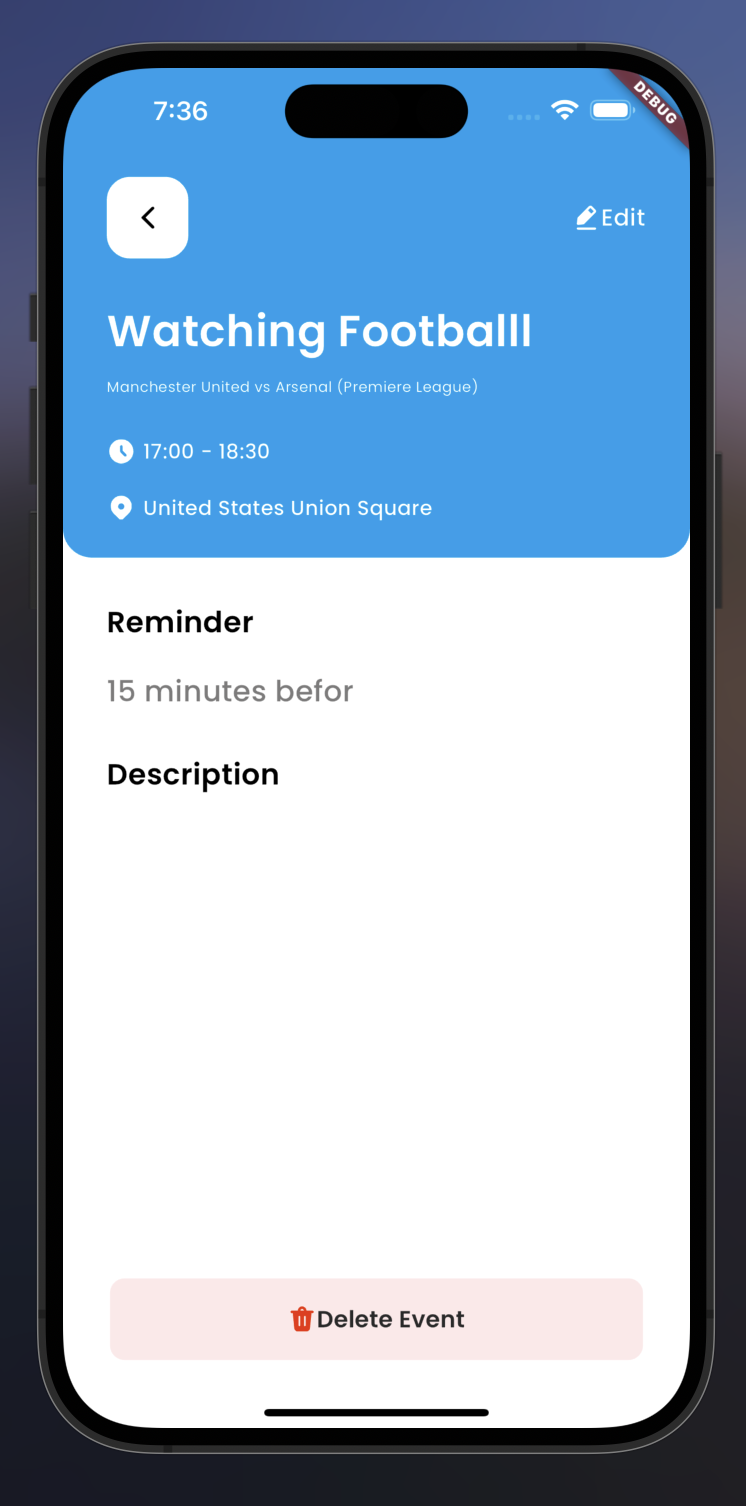 7:36
DEBUG
Edit
Watching Footballl
Manchester United vs Arsenal (Premiere League)
17:00 - 18:30
United States Union Square
Reminder
15 minutes befor
Description
Delete Event